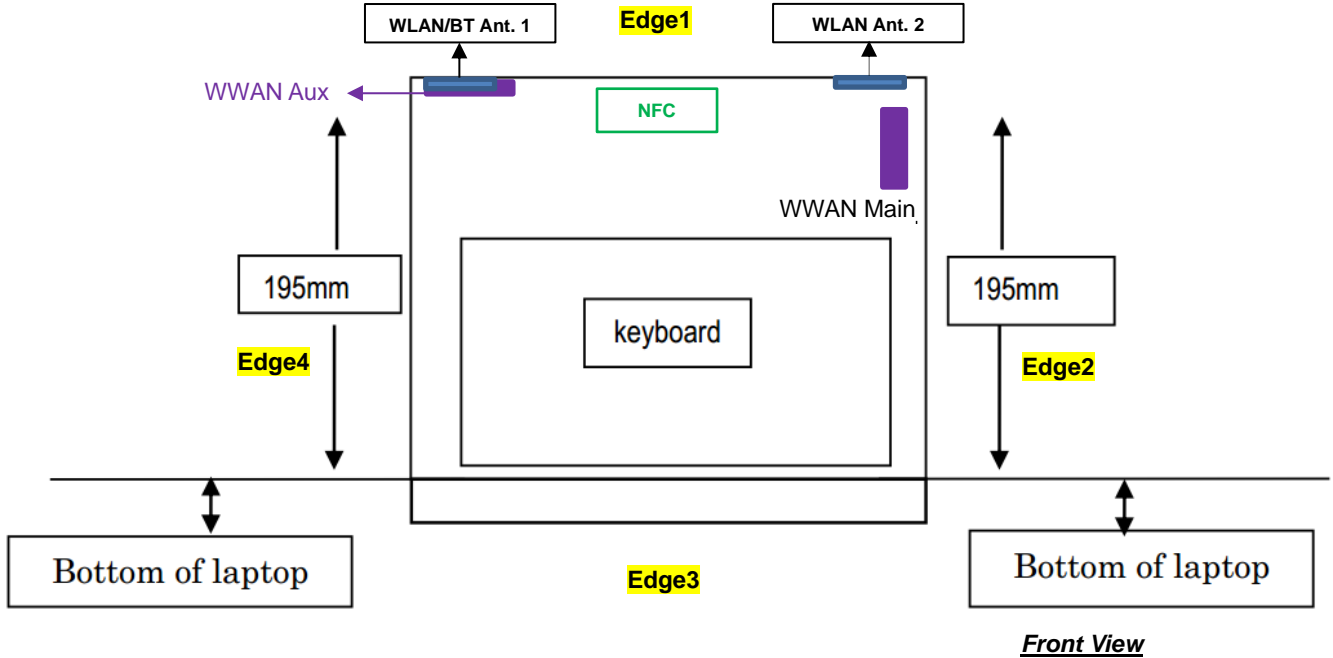 WLAN/BT Ant. 1
Edge1
WLAN Ant. 2
WWAN Aux
NFC
WWAN Main
195mm
195mm
keyboard
Edge4
Edge2
Bottom of laptop
Bottom of laptop
Edge3
Front View